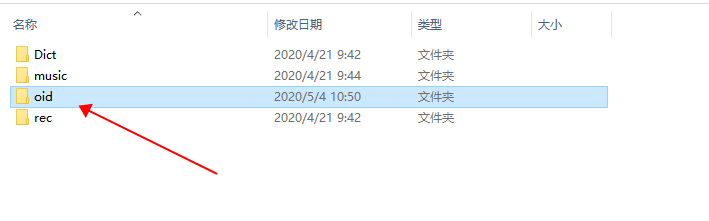 名称 修改日期 类型 大小
Dict 2020/4/21 9:42 文件夹
music 2020/4/21 9:44 文件夹
oid 2020/5/4 10:50 文件夹
rec 2020/4/21 9:42 文件夹